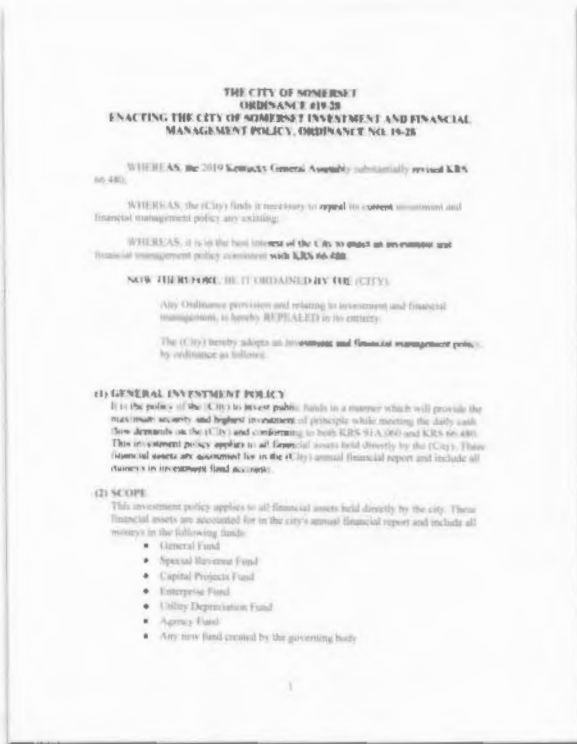 THE CITY OF SOMERSET
ORDINANCE #19-28
ENACTING THE CITY OF SOMERSET INVESTMENT AND FINANCIAL
MANAGEMENT POLICY, ORDINANCE NO. 19-28
WHEREAS, the 2019 Kentucky General Assembly substantially revised KRS
66.480;
WHEREAS, the (City) finds it necessary to repeal its current investment and
financial management policy any existing;
WHEREAS, it is in the best interest of the City to enact an investment and
financial management policy consistent with KRS 66.480.
NOW THEREFORE, BE IT ORDAINED BY THE (CITY).
Any Ordinance provision and relating to investment and financial
management, is hereby REPEALED in its entirety.
The (City) hereby adopts an investment and financial management policy,
by ordinance as follows:
(1) GENERAL INVESTMENT POLICY
It is the policy of the (City) to invest public funds in a manner which will provide the
maximum security and highest investment of principle while meeting the daily cash
flow demands on the (City) and conforming to both KRS 91A.060 and KRS 66.480.
This investment policy applies to all financial assets held directly by the (City). These
financial assets are accounted for in the (City) annual financial report and include all
moneys in investment fund accounts.
(2) SCOPE
This investment policy applies to all financial assets held directly by the city. These
financial assets are accounted for in the city's annual financial report and include all
moneys in the following funds:
• General Fund
• Special Revenue Fund
• Capital Projects Fund
• Enterprise Fund
• Utility Depreciation Fund
• Agency Fund
• Any new fund created by the governing body
1